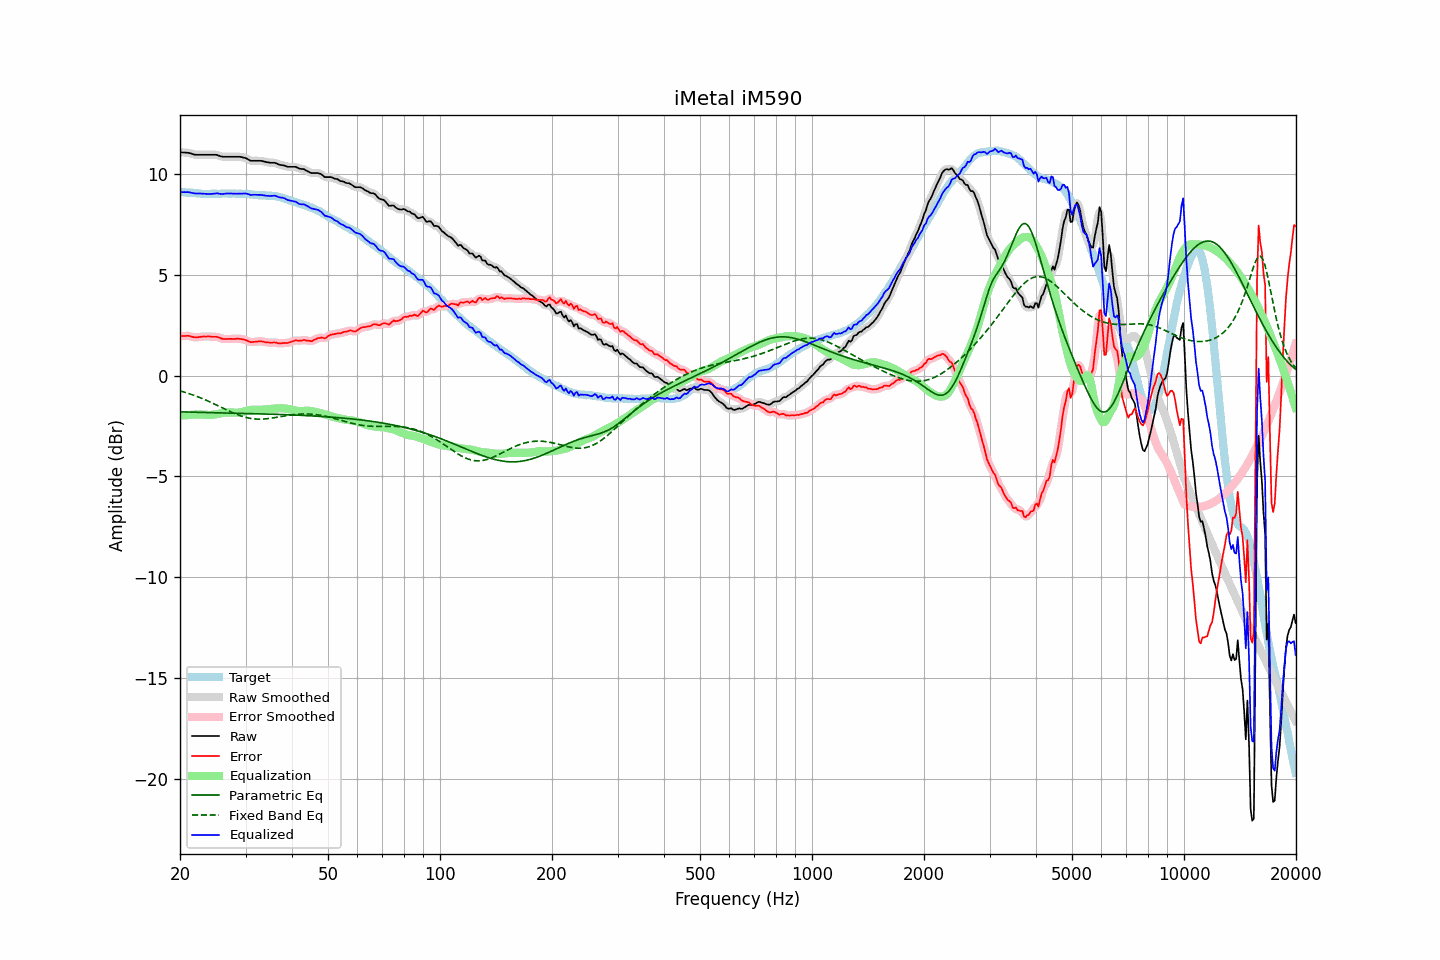 iMetal iM590
Amplitude (dBr)
10
5
0
−5
−10
−15
−20
Target
Raw Smoothed
Error Smoothed
Raw
Error
Equalization
Parametric Eq
Fixed Band Eq
Equalized
20 50 100 200 500 1000 2000 5000 10000 20000
Frequency (Hz)